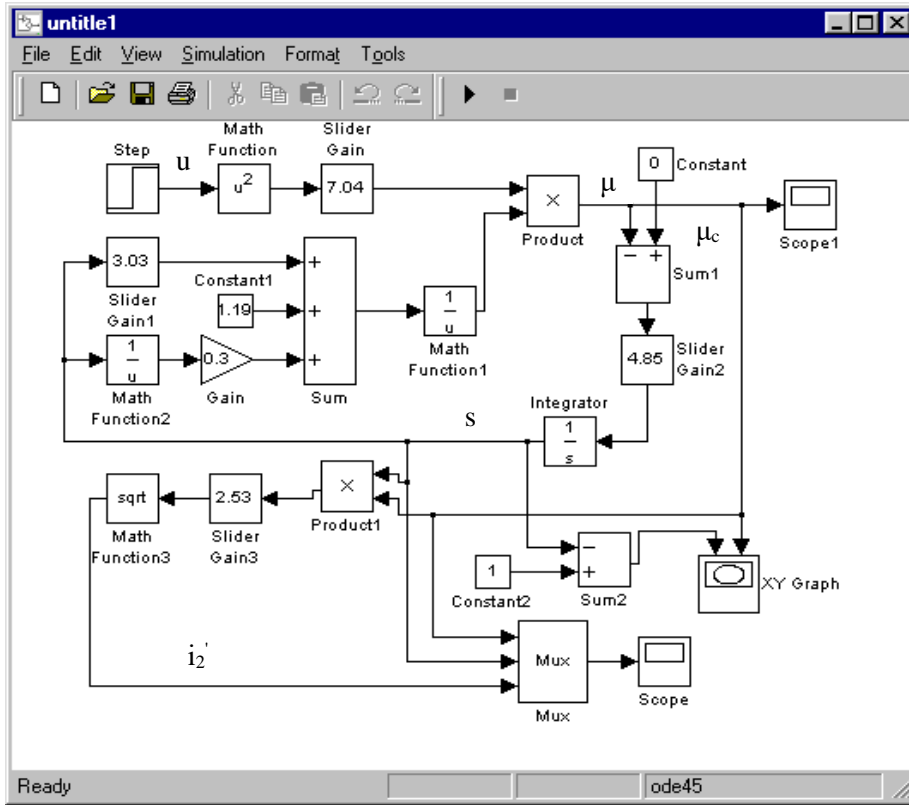 untitle1
File Edit View Simulation Format Tools
Step
u
Math
Function
u²
Slider
Gain
7.04
×
Product
μ
0
Constant
μc
Scope1
3.03
Slider
Gain1
Constant1
1.19
+
+
+
Sum
1
u
Math
Function1
− +
Sum1
1
u
Math
Function2
0.3
Gain
4.85
Slider
Gain2
s
Integrator
1
s
sqrt
Math
Function3
2.53
Slider
Gain3
×
Product1
1
Constant2
−
+
Sum2
XY Graph
i₂'
Mux
Mux
Scope
Ready
ode45